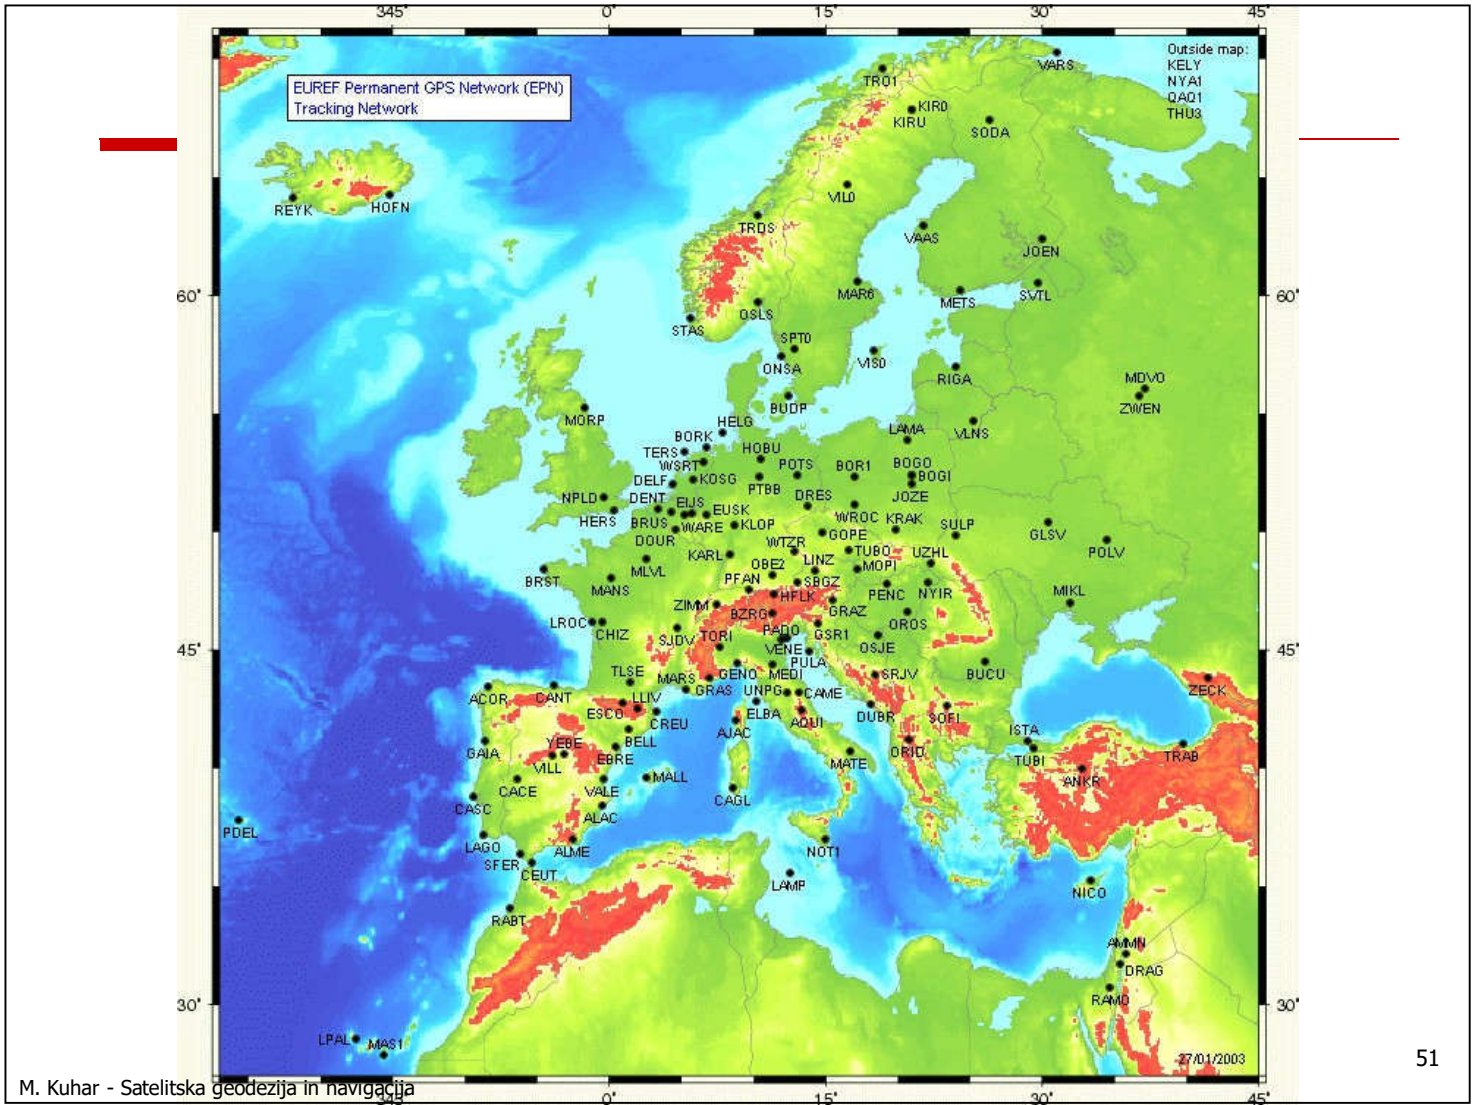 345° 0° 15° 30° 45°
EUREF Permanent GPS Network (EPN)
Tracking Network
Outside map:
KELY
NYA1
QAQ1
THU3
VARS
TRO1
KIR0
KIRU
SODA
REYK
HOFN
VIL0
TRDS
VAAS
JOEN
60° 60°
MAR6
METS
SVTL
OSLS
STAS
SPT0
ONSA
VIS0
RIGA
MDVO
ZWEN
BUDP
MORP
HELG
LAMA
VLNS
BORK
TERS
HOBU
WSRT
POTS
BOR1
BOGO
BOGI
DELF
KOSG
PTBB
JOZE
NPLD
DENT
EIJS
DRES
HERS
BRUS
EUSK
WROC
KRAK
SULP
GLSV
WARE
KLOP
DOUR
GOPE
POLV
WTZR
TUBO
UZHL
KARL
LINZ
MLVL
OBE2
MOPI
BRST
PFAN
SBGZ
MANS
HFLK
PENC
NYIR
MIKL
ZIMM
BZRG
GRAZ
LROC
CHIZ
OROS
SJDV
TORI
PADO
GSR1
45° 45°
VENE
OSJE
PULA
TLSE
MARS
GENO
MEDI
SRJV
BUCU
ACOR
CANT
LLIV
GRAS
UNPG
CAME
ZECK
ESCO
CREU
ELBA
AQUI
DUBR
SOFI
AJAC
ISTA
GAIA
YEBE
BELL
EBRE
VILL
ORID
TUBI
TRAB
MATE
MALL
ANKR
CACE
VALE
CAGL
CASC
ALAC
PDEL
LAGO
ALME
NOT1
SFER
CEUT
LAMP
NICO
RABT
AMMN
DRAG
RAMO
30° 30°
LPAL
MAS1
27/01/2003
51
M. Kuhar - Satelitska geodezija in navigacija
345° 0° 15° 30° 45°